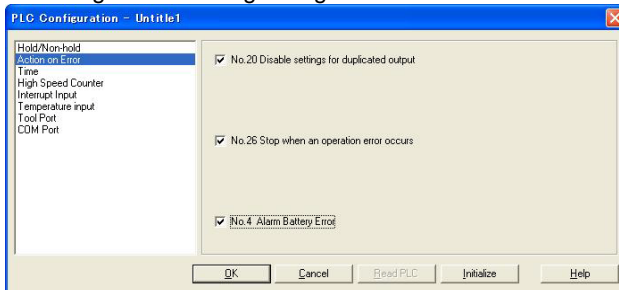 PLC Configuration - Untitle1
Hold/Non-hold
Action on Error
Time
High Speed Counter
Interrupt Input
Temperature input
Tool Port
COM Port
No.20 Disable settings for duplicated output
No.26 Stop when an operation error occurs
No.4 Alarm Battery Error
OK
Cancel
Read PLC
Initialize
Help